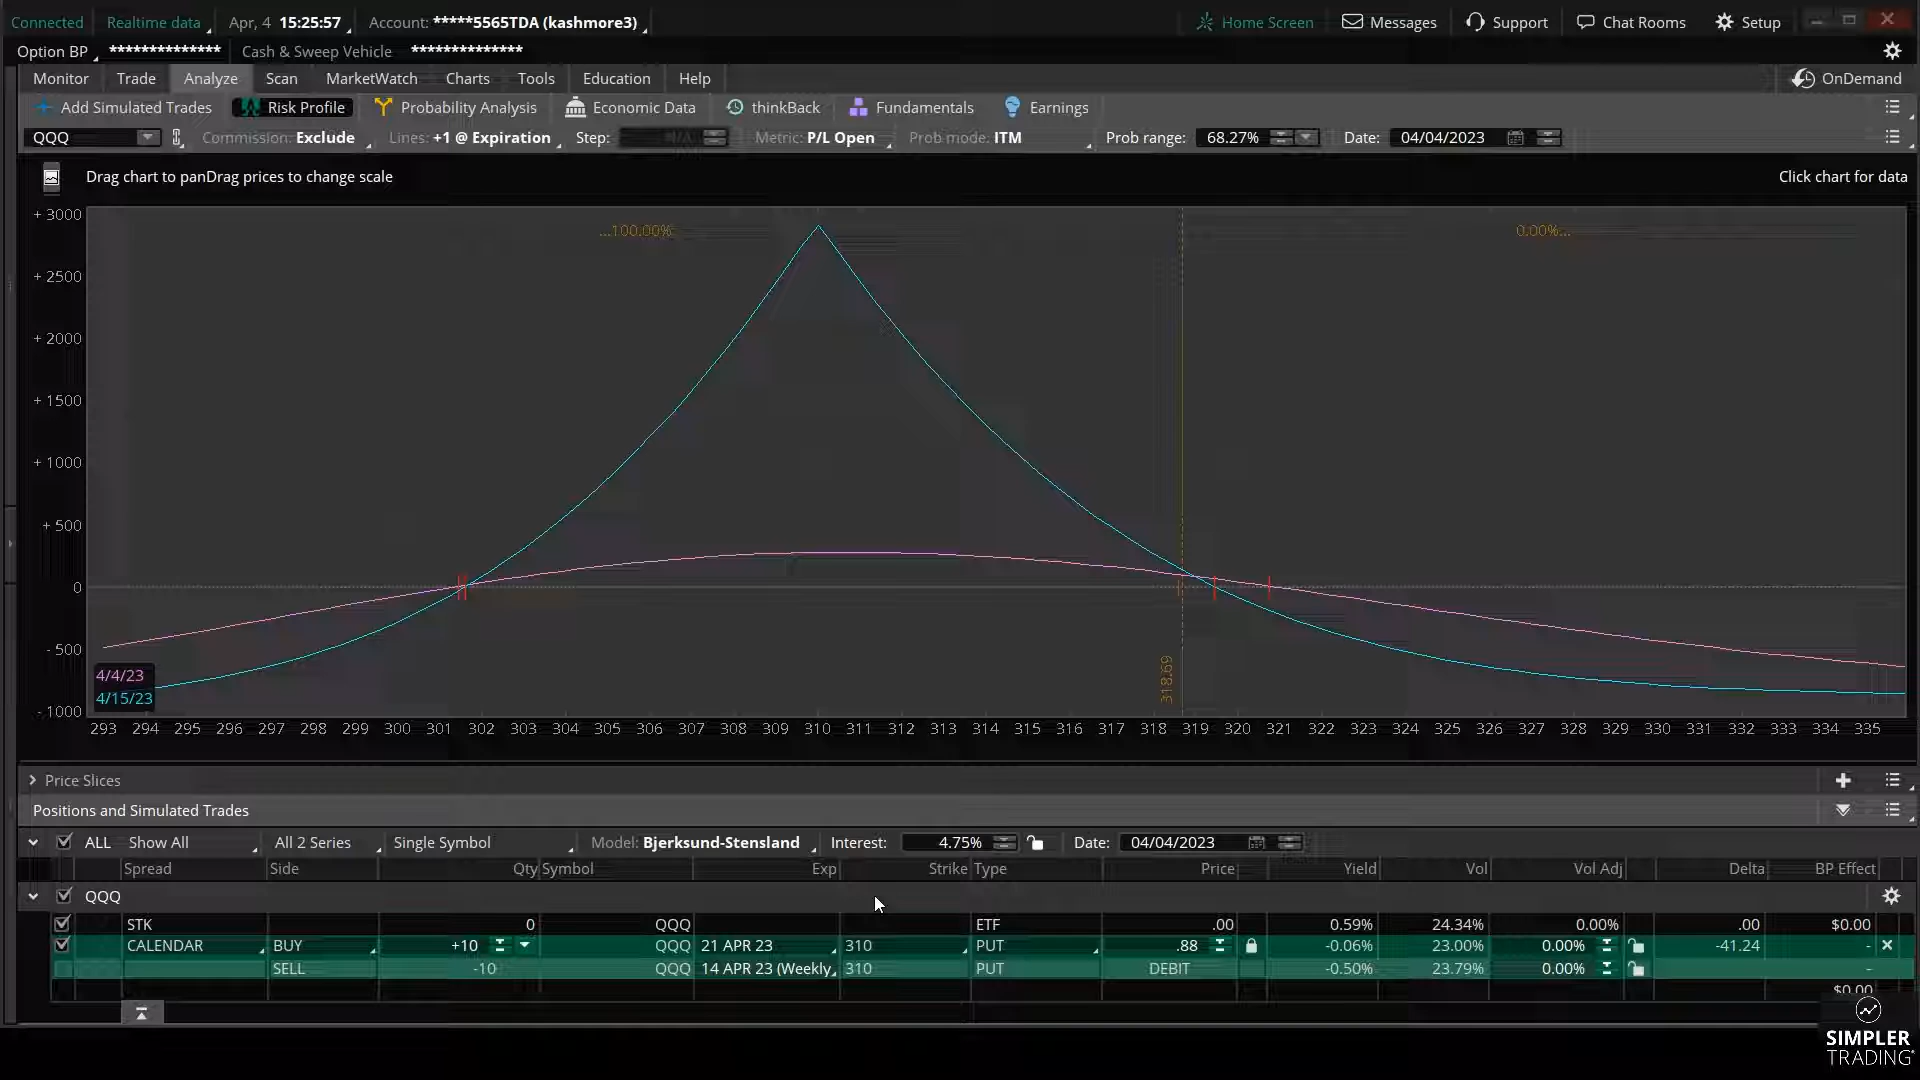 Connected Realtime data Apr, 4 15:25:57 Account: *****5565TDA (kashmore3) Home Screen Messages Support Chat Rooms Setup
Option BP ************** Cash & Sweep Vehicle **************
Monitor Trade Analyze Scan MarketWatch Charts Tools Education Help OnDemand
Add Simulated Trades Risk Profile Probability Analysis Economic Data thinkBack Fundamentals Earnings
QQQ Commission: Exclude Lines: +1 @ Expiration Step: N/A Metric: P/L Open Prob mode: ITM Prob range: 68.27% Date: 04/04/2023
Drag chart to panDrag prices to change scale Click chart for data
+ 3000
...100.00% 0.00%...
+ 2500
+ 2000
+ 1500
+ 1000
+ 500
0
- 500
- 1000
318.69
4/4/23
4/15/23
293 294 295 296 297 298 299 300 301 302 303 304 305 306 307 308 309 310 311 312 313 314 315 316 317 318 319 320 321 322 323 324 325 326 327 328 329 330 331 332 333 334 335
Price Slices
Positions and Simulated Trades
ALL Show All All 2 Series Single Symbol Model: Bjerksund-Stensland Interest: 4.75% Date: 04/04/2023
Spread Side Qty Symbol Exp Strike Type Price Yield Vol Vol Adj Delta BP Effect
QQQ
STK 0 QQQ ETF .00 0.59% 24.34% 0.00% .00 $0.00
CALENDAR BUY +10 QQQ 21 APR 23 310 PUT .88 -0.06% 23.00% 0.00% -41.24 -
SELL -10 QQQ 14 APR 23 (Weekly 310 PUT DEBIT -0.50% 23.79% 0.00% -
$0.00
SIMPLER
TRADING